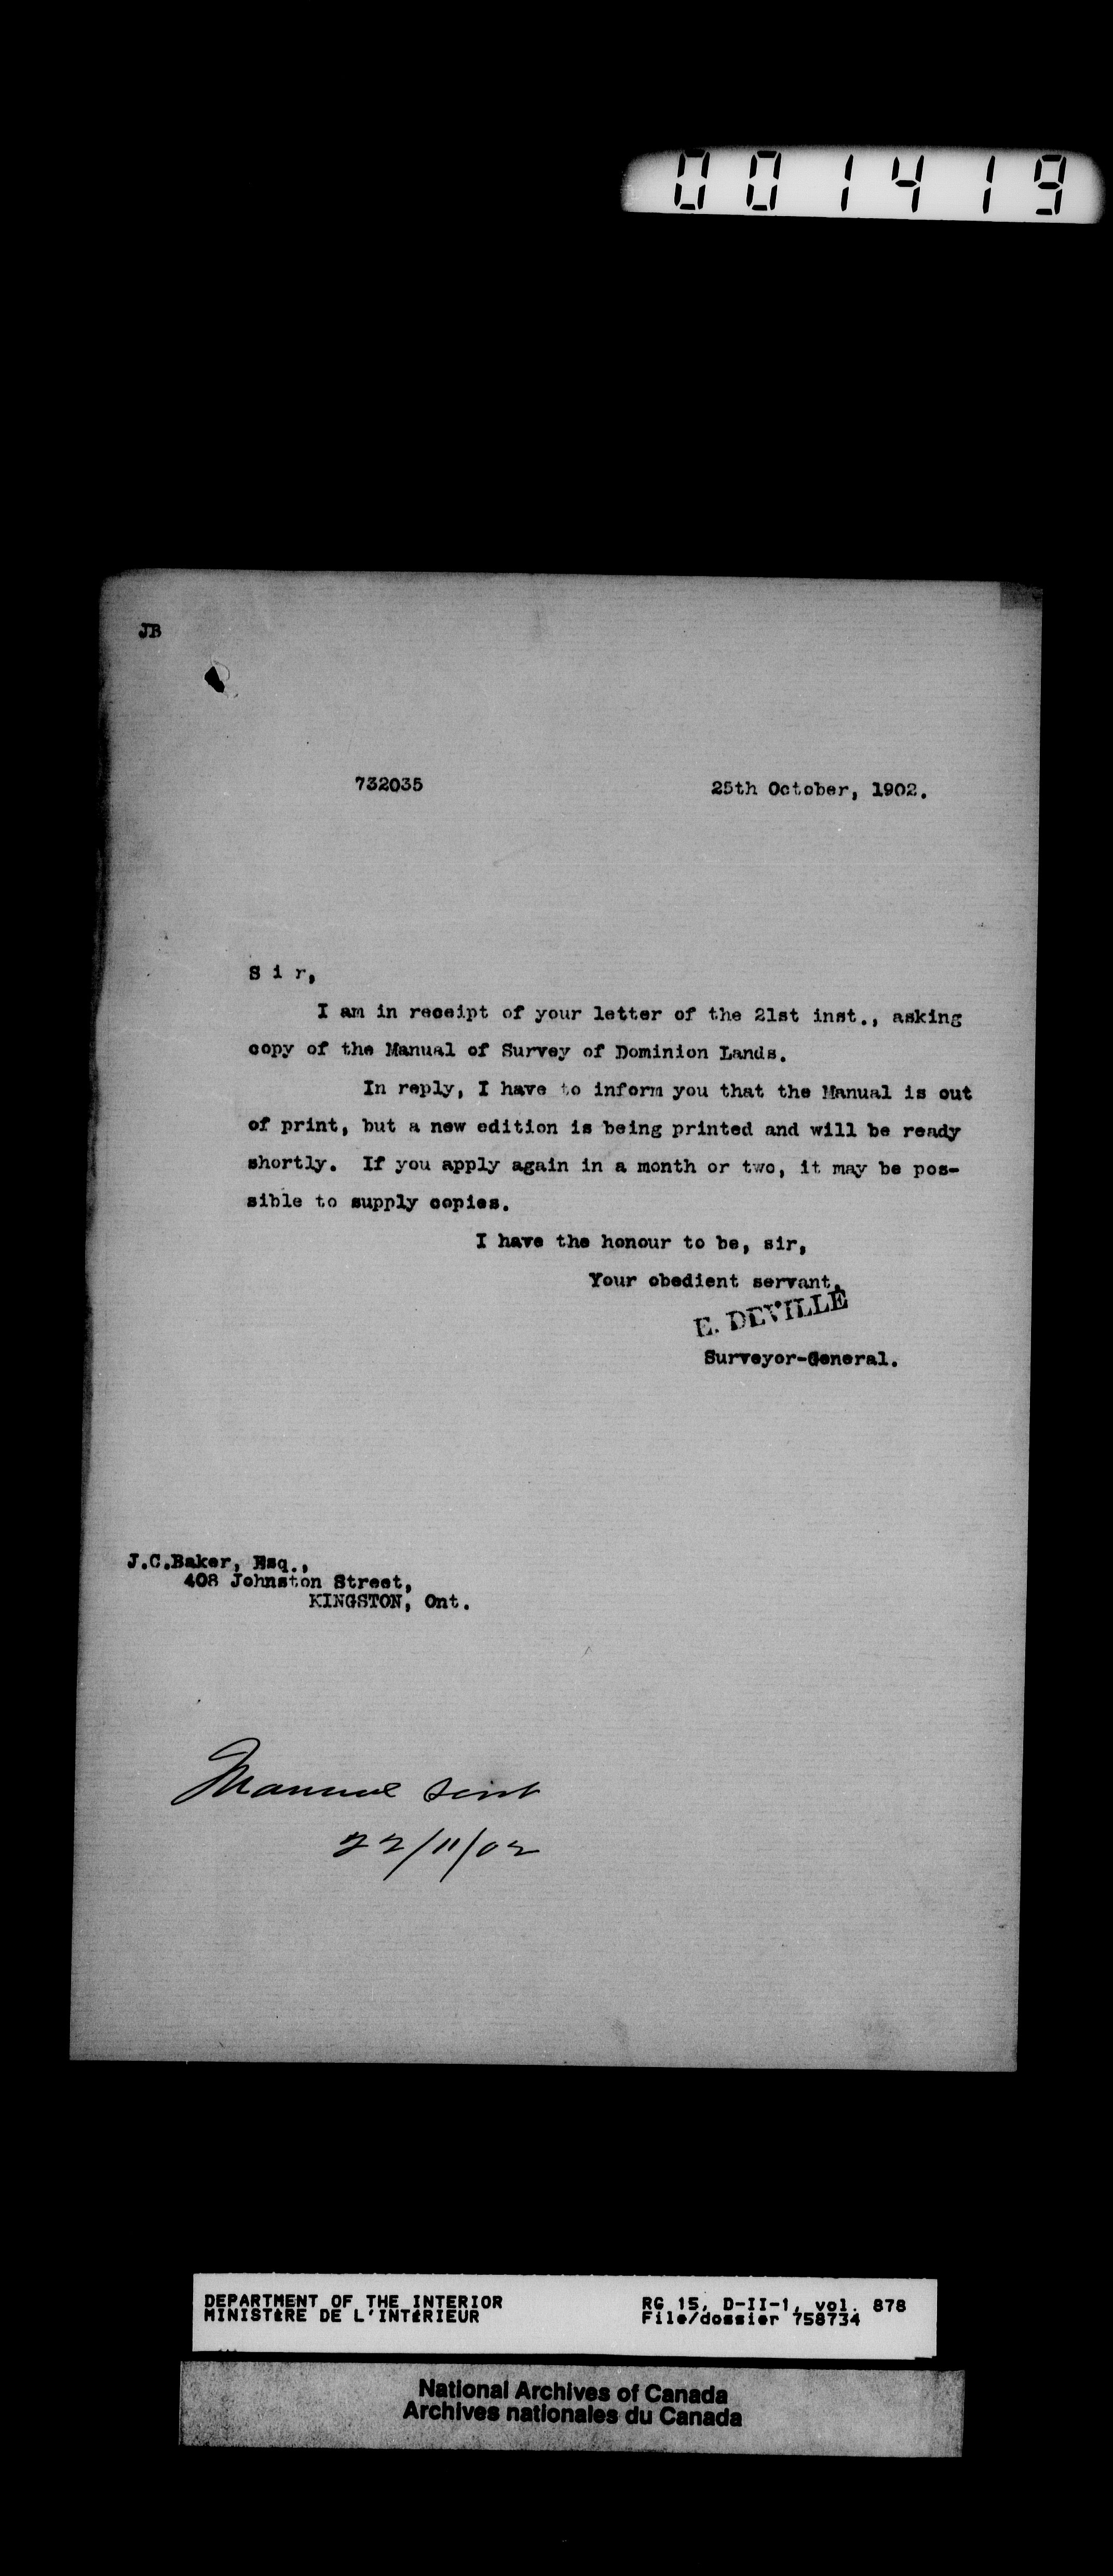 001419
JB
732035 25th October, 1902.
S i r,
I am in receipt of your letter of the 21st inst., asking
copy of the Manual of Survey of Dominion Lands.
In reply, I have to inform you that the Manual is out
of print, but a new edition is being printed and will be ready
shortly. If you apply again in a month or two, it may be pos-
sible to supply copies.
I have the honour to be, sir,
Your obedient servant,
E. DEVILLE
Surveyor-General.
J.C.Baker, Esq.,
408 Johnston Street,
KINGSTON, Ont.
Manual sent
22/11/02
DEPARTMENT OF THE INTERIOR RG 15, D-II-1, vol. 878
MINISTÈRE DE L'INTÉRIEUR File/dossier 758734
National Archives of Canada
Archives nationales du Canada